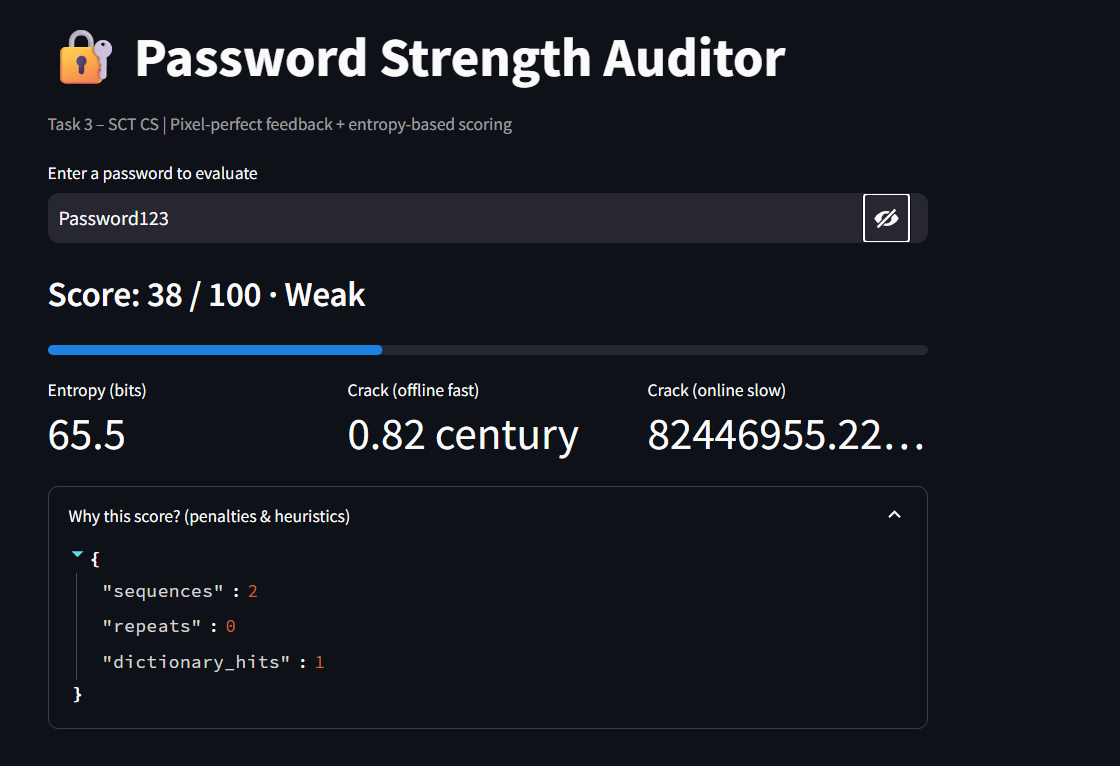 Password Strength Auditor
Task 3 – SCT CS | Pixel-perfect feedback + entropy-based scoring
Enter a password to evaluate
Password123
Score: 38 / 100 · Weak
Entropy (bits)
Crack (offline fast)
Crack (online slow)
65.5
0.82 century
82446955.22…
Why this score? (penalties & heuristics)
{
"sequences" : 2
"repeats" : 0
"dictionary_hits" : 1
}